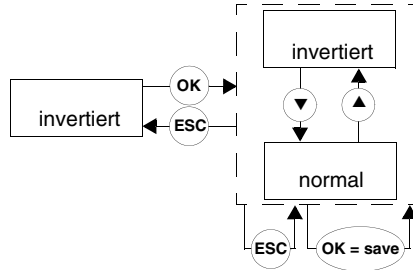 invertiert
OK
invertiert
ESC
normal
ESC
OK = save